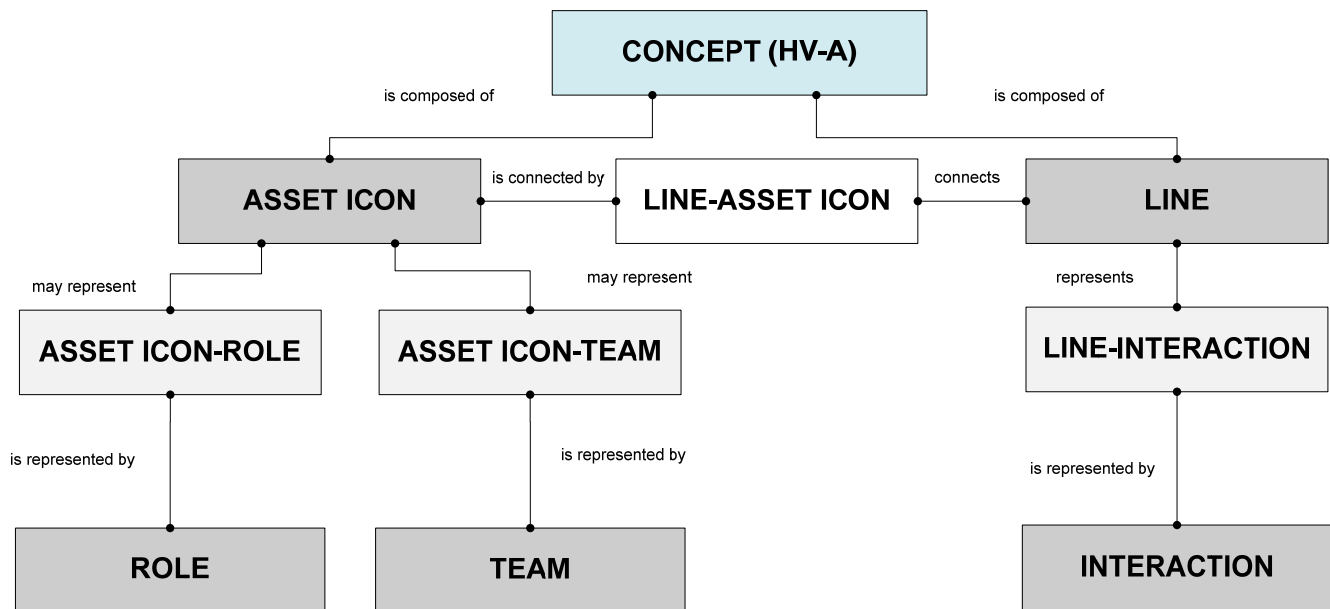 CONCEPT (HV-A)
is composed of
is composed of
ASSET ICON
is connected by
LINE-ASSET ICON
connects
LINE
may represent
may represent
represents
ASSET ICON-ROLE
ASSET ICON-TEAM
LINE-INTERACTION
is represented by
is represented by
is represented by
ROLE
TEAM
INTERACTION